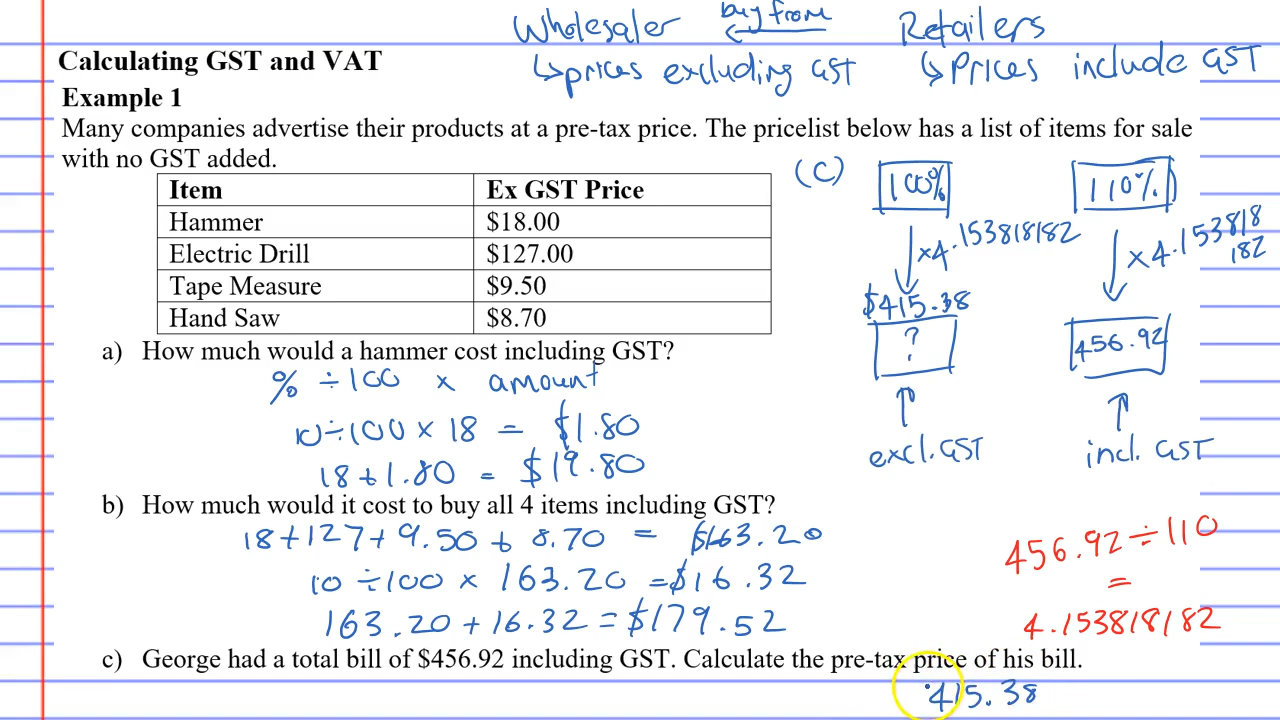 Wholesaler buy from Retailers
↳prices excluding GST ↳Prices include GST
Calculating GST and VAT
Example 1
Many companies advertise their products at a pre-tax price. The pricelist below has a list of items for sale
with no GST added.
Item Ex GST Price
Hammer $18.00
Electric Drill $127.00
Tape Measure $9.50
Hand Saw $8.70
(C) 100% 110%
×4.153818182 ×4.153818
182
$415.38
? 456.92
excl. GST incl. GST
a) How much would a hammer cost including GST?
% ÷100 × amount
10÷100 × 18 = $1.80
18+1.80 = $19.80
b) How much would it cost to buy all 4 items including GST?
18+127+9.50+8.70 = $163.20
10 ÷100 × 163.20 =$16.32
163.20+16.32=$179.52
456.92÷110
=
4.153818182
c) George had a total bill of $456.92 including GST. Calculate the pre-tax price of his bill.
415.38